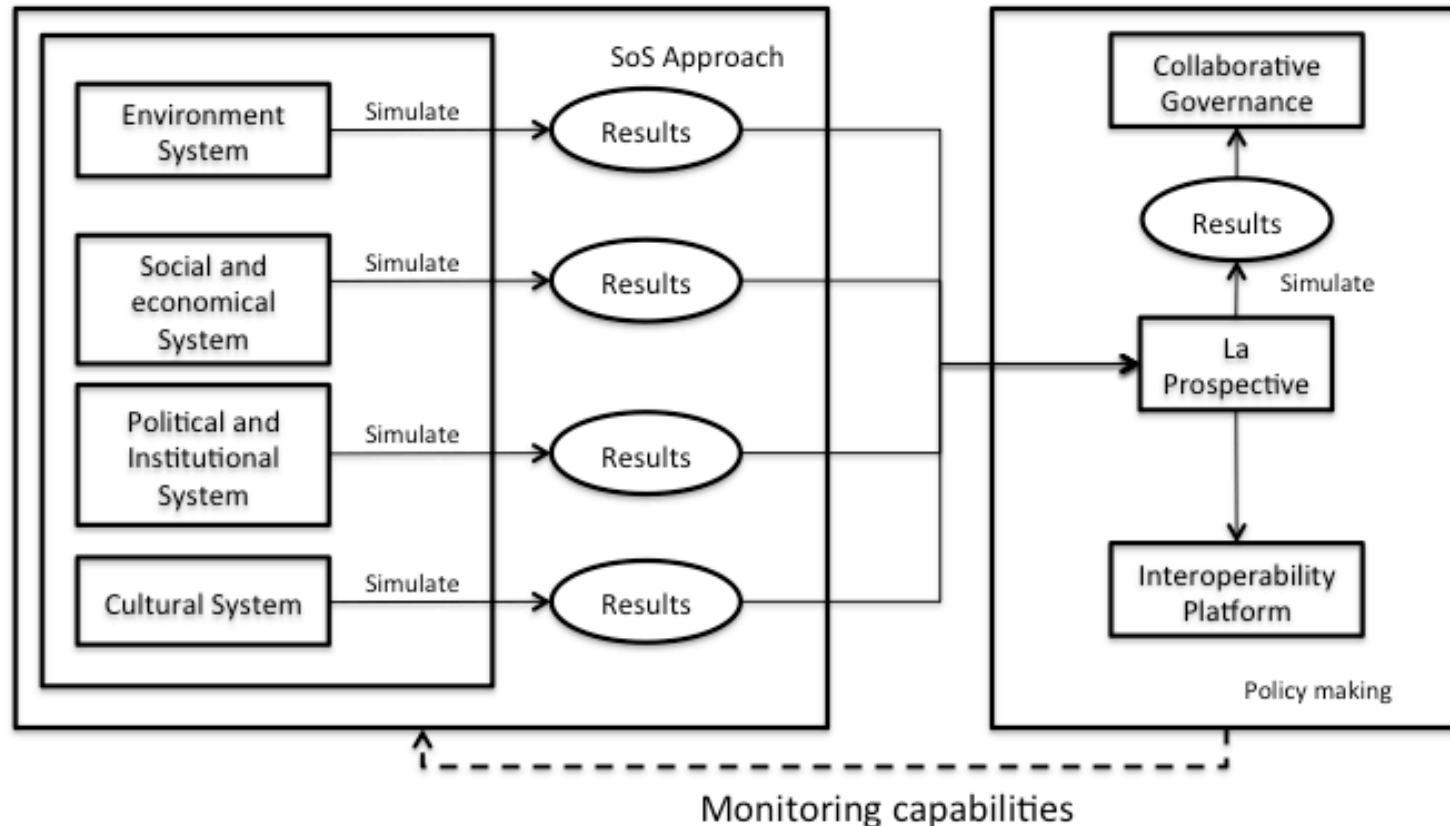 SoS Approach
Environment
System
Simulate
Results
Social and
economical
System
Simulate
Results
Political and
Institutional
System
Simulate
Results
Cultural System
Simulate
Results
Collaborative
Governance
Results
Simulate
La
Prospective
Interoperability
Platform
Policy making
Monitoring capabilities